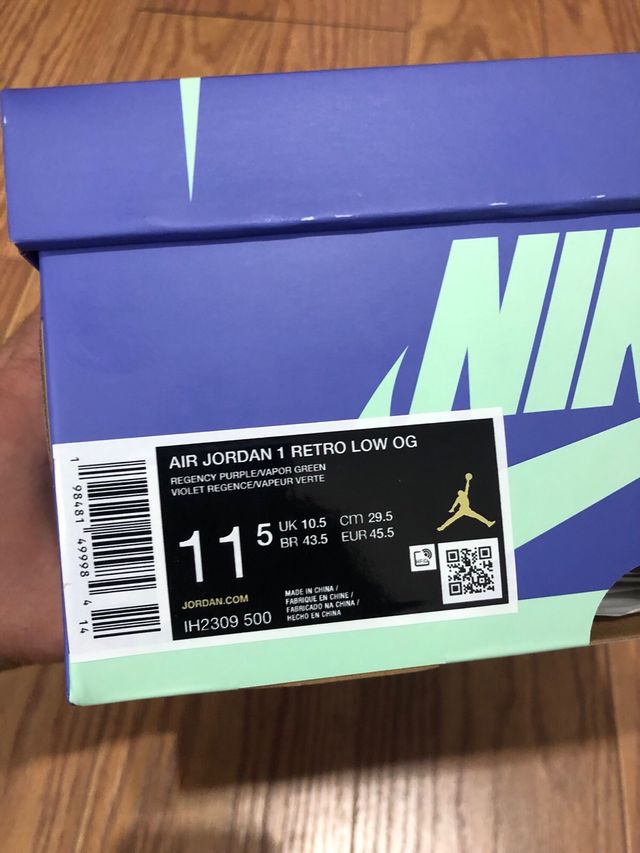 NIK
AIR JORDAN 1 RETRO LOW OG
REGENCY PURPLE/VAPOR GREEN
VIOLET REGENCE/VAPEUR VERTE
11 5
UK 10.5 cm 29.5
BR 43.5 EUR 45.5
JORDAN.COM
IH2309 500
MADE IN CHINA /
FABRIQUE EN CHINE /
FABRICADO NA CHINA /
HECHO EN CHINA
1 98481 49998 4 14